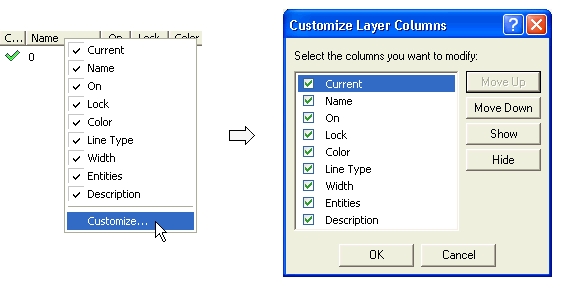 C... Name On Lock Color
0
Current
Name
On
Lock
Color
Line Type
Width
Entities
Description
Customize...
Customize Layer Columns
Select the columns you want to modify:
Current
Name
On
Lock
Color
Line Type
Width
Entities
Description
Move Up
Move Down
Show
Hide
OK Cancel